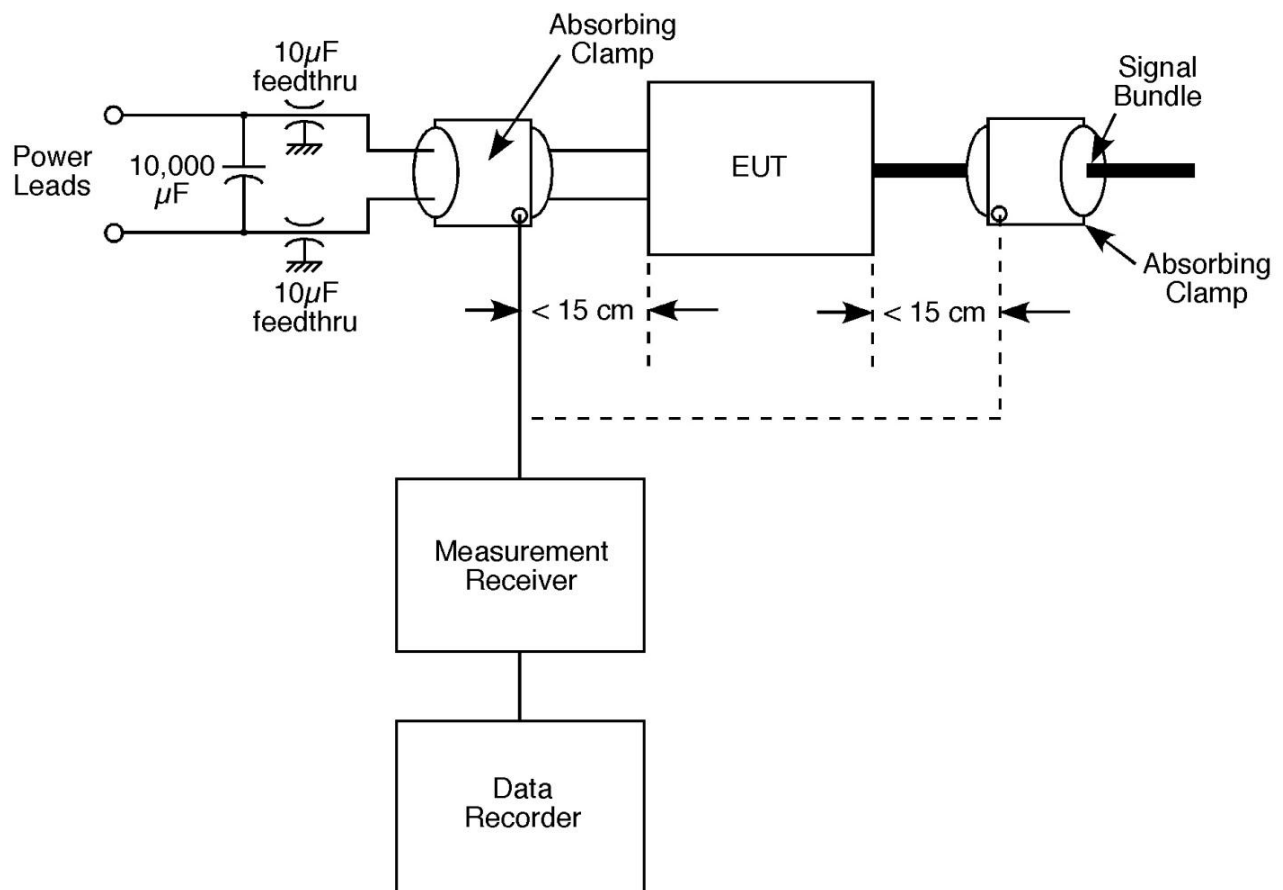 Absorbing
Clamp
10µF
feedthru
Signal
Bundle
Power
Leads
10,000
µF
EUT
10µF
feedthru
Absorbing
Clamp
< 15 cm
< 15 cm
Measurement
Receiver
Data
Recorder